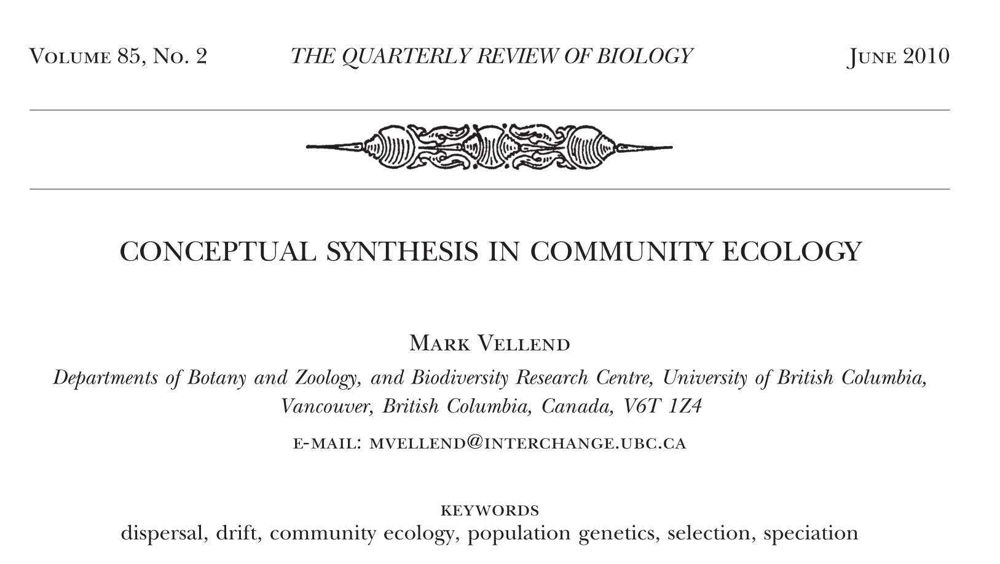 Volume 85, No. 2 THE QUARTERLY REVIEW OF BIOLOGY June 2010
CONCEPTUAL SYNTHESIS IN COMMUNITY ECOLOGY
Mark Vellend
Departments of Botany and Zoology, and Biodiversity Research Centre, University of British Columbia,
Vancouver, British Columbia, Canada, V6T 1Z4
e-mail: mvellend@interchange.ubc.ca
keywords
dispersal, drift, community ecology, population genetics, selection, speciation